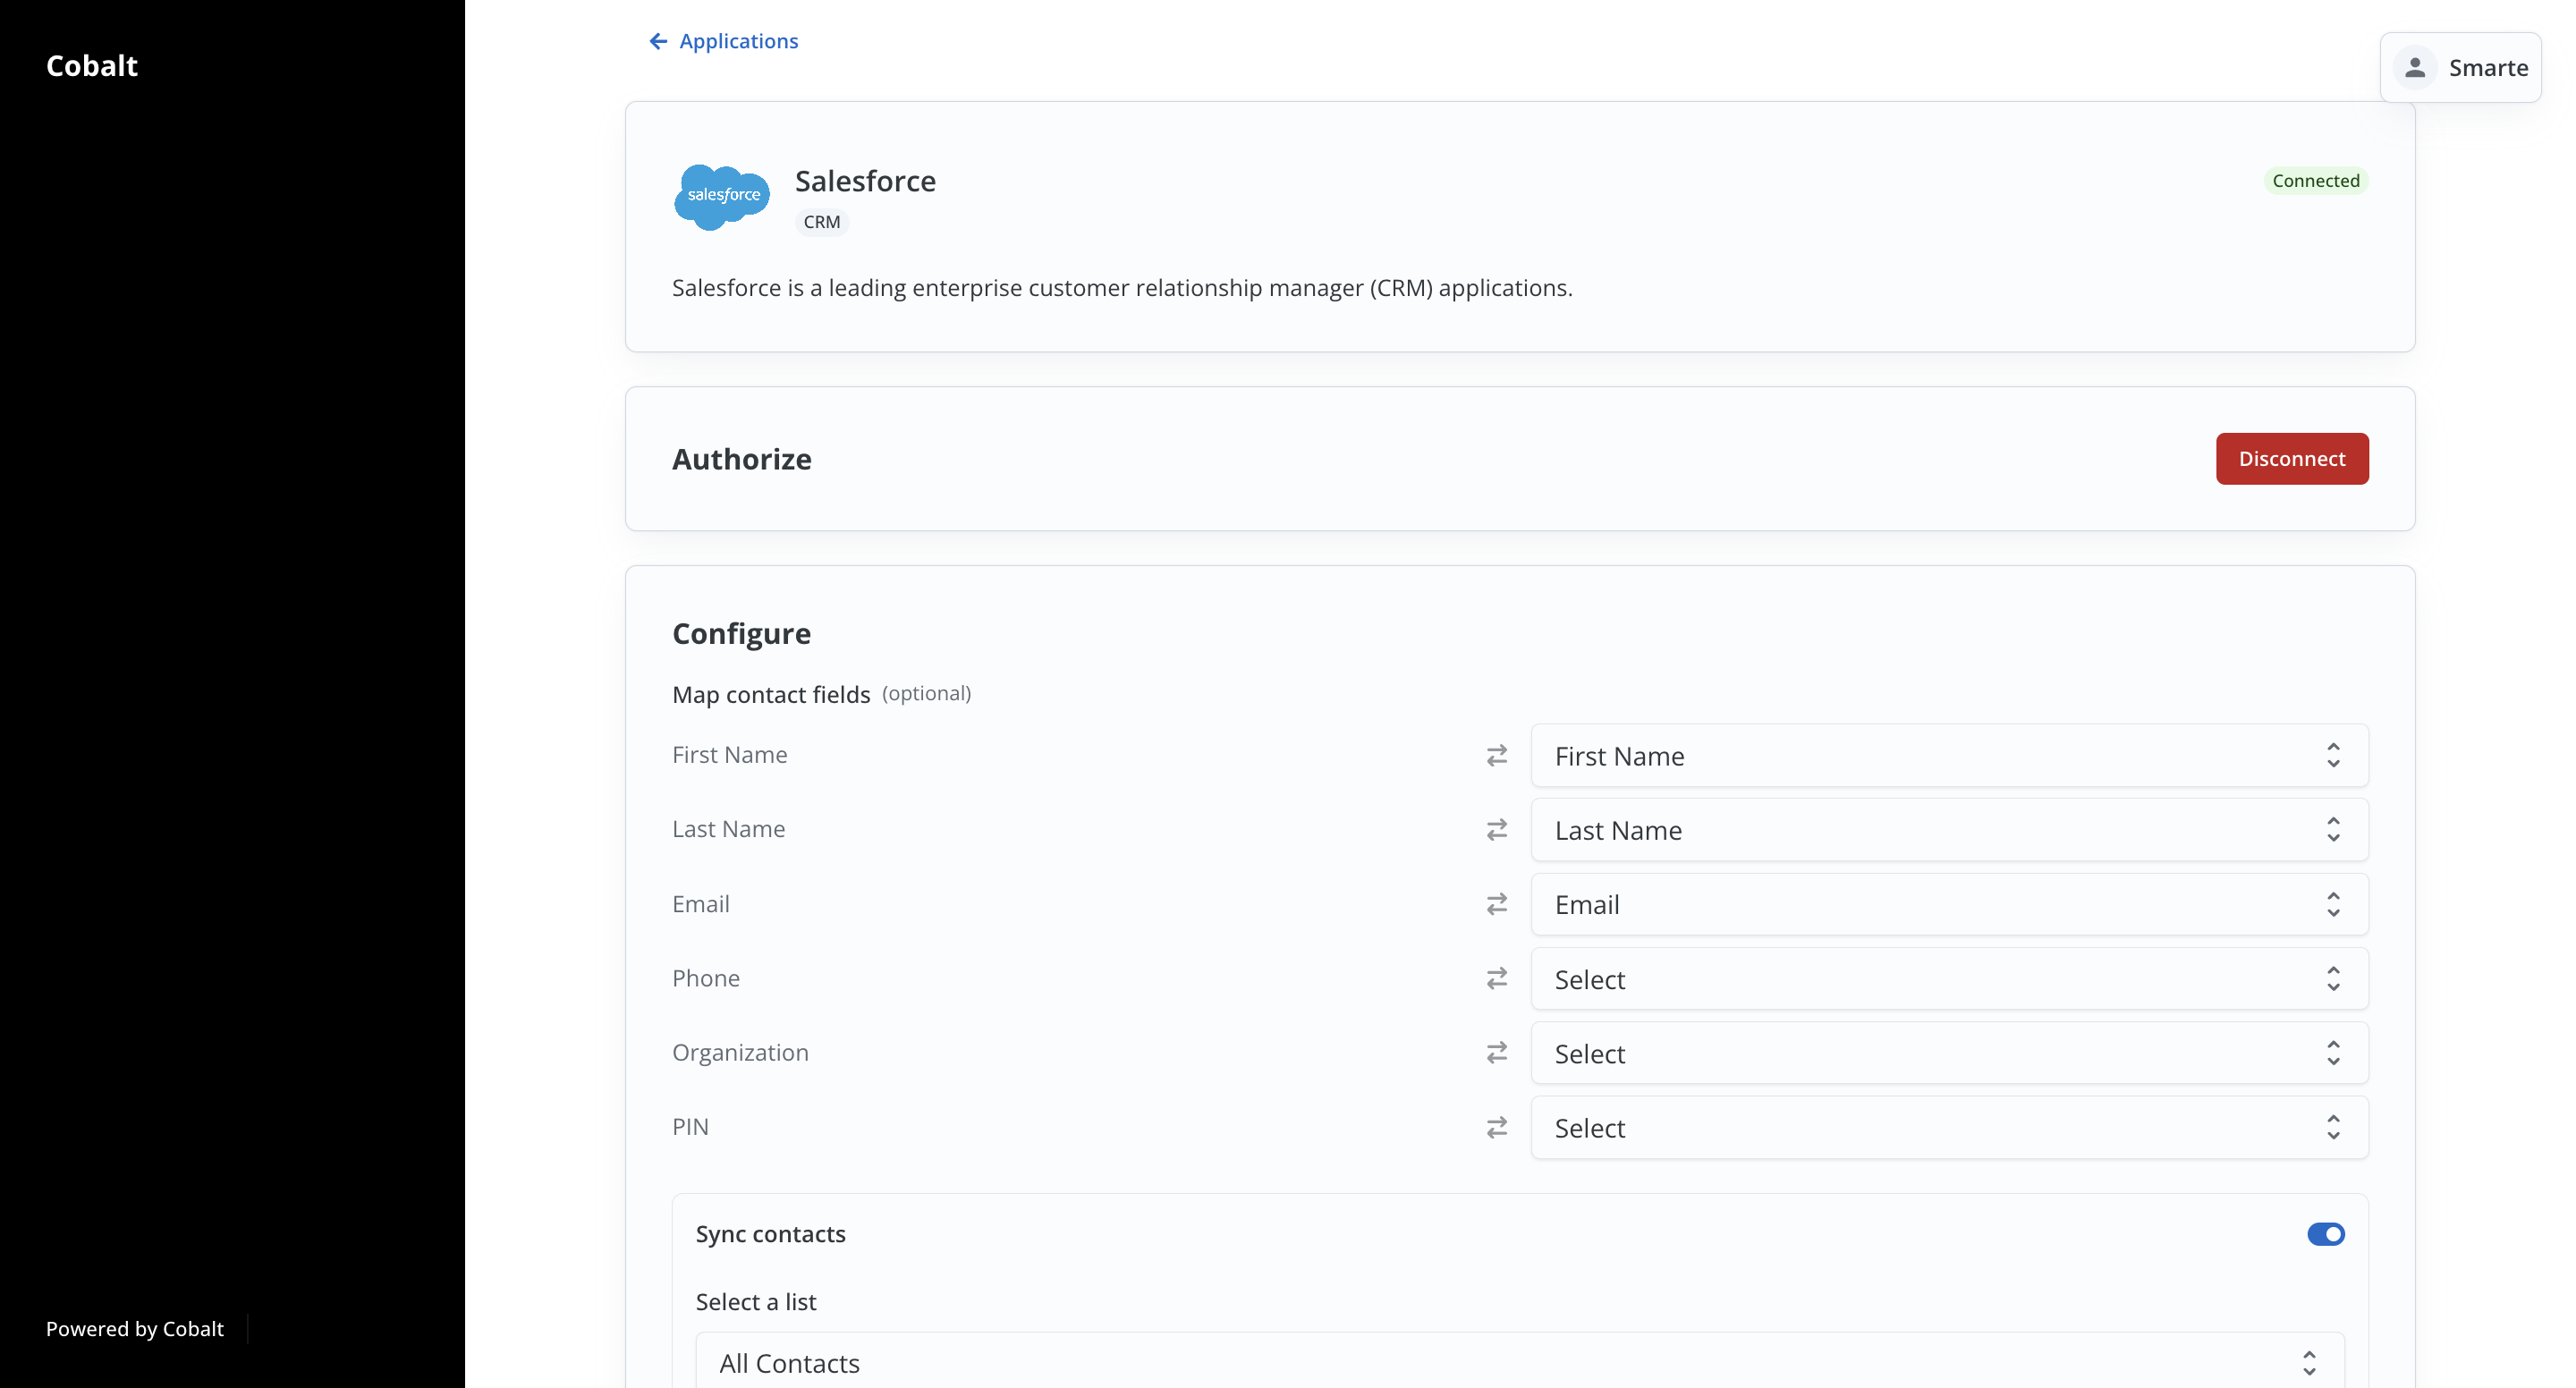 Cobalt
Applications
Smarte
salesforce
Salesforce
CRM
Connected
Salesforce is a leading enterprise customer relationship manager (CRM) applications.
Authorize
Disconnect
Configure
Map contact fields (optional)
First Name
First Name
Last Name
Last Name
Email
Email
Phone
Select
Organization
Select
PIN
Select
Sync contacts
Select a list
All Contacts
Powered by Cobalt